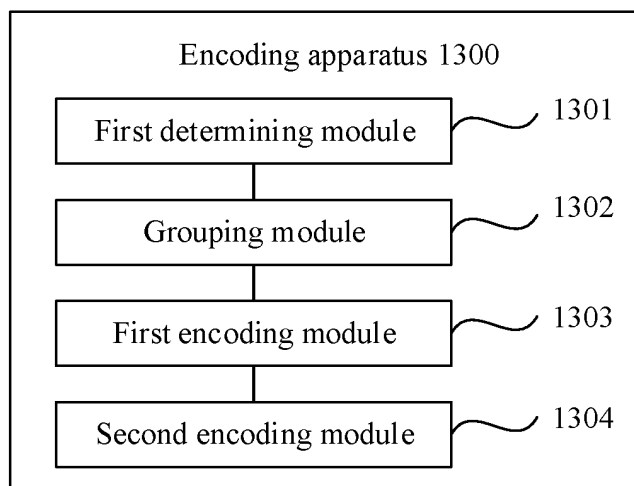 Encoding apparatus 1300
First determining module
1301
Grouping module
1302
First encoding module
1303
Second encoding module
1304